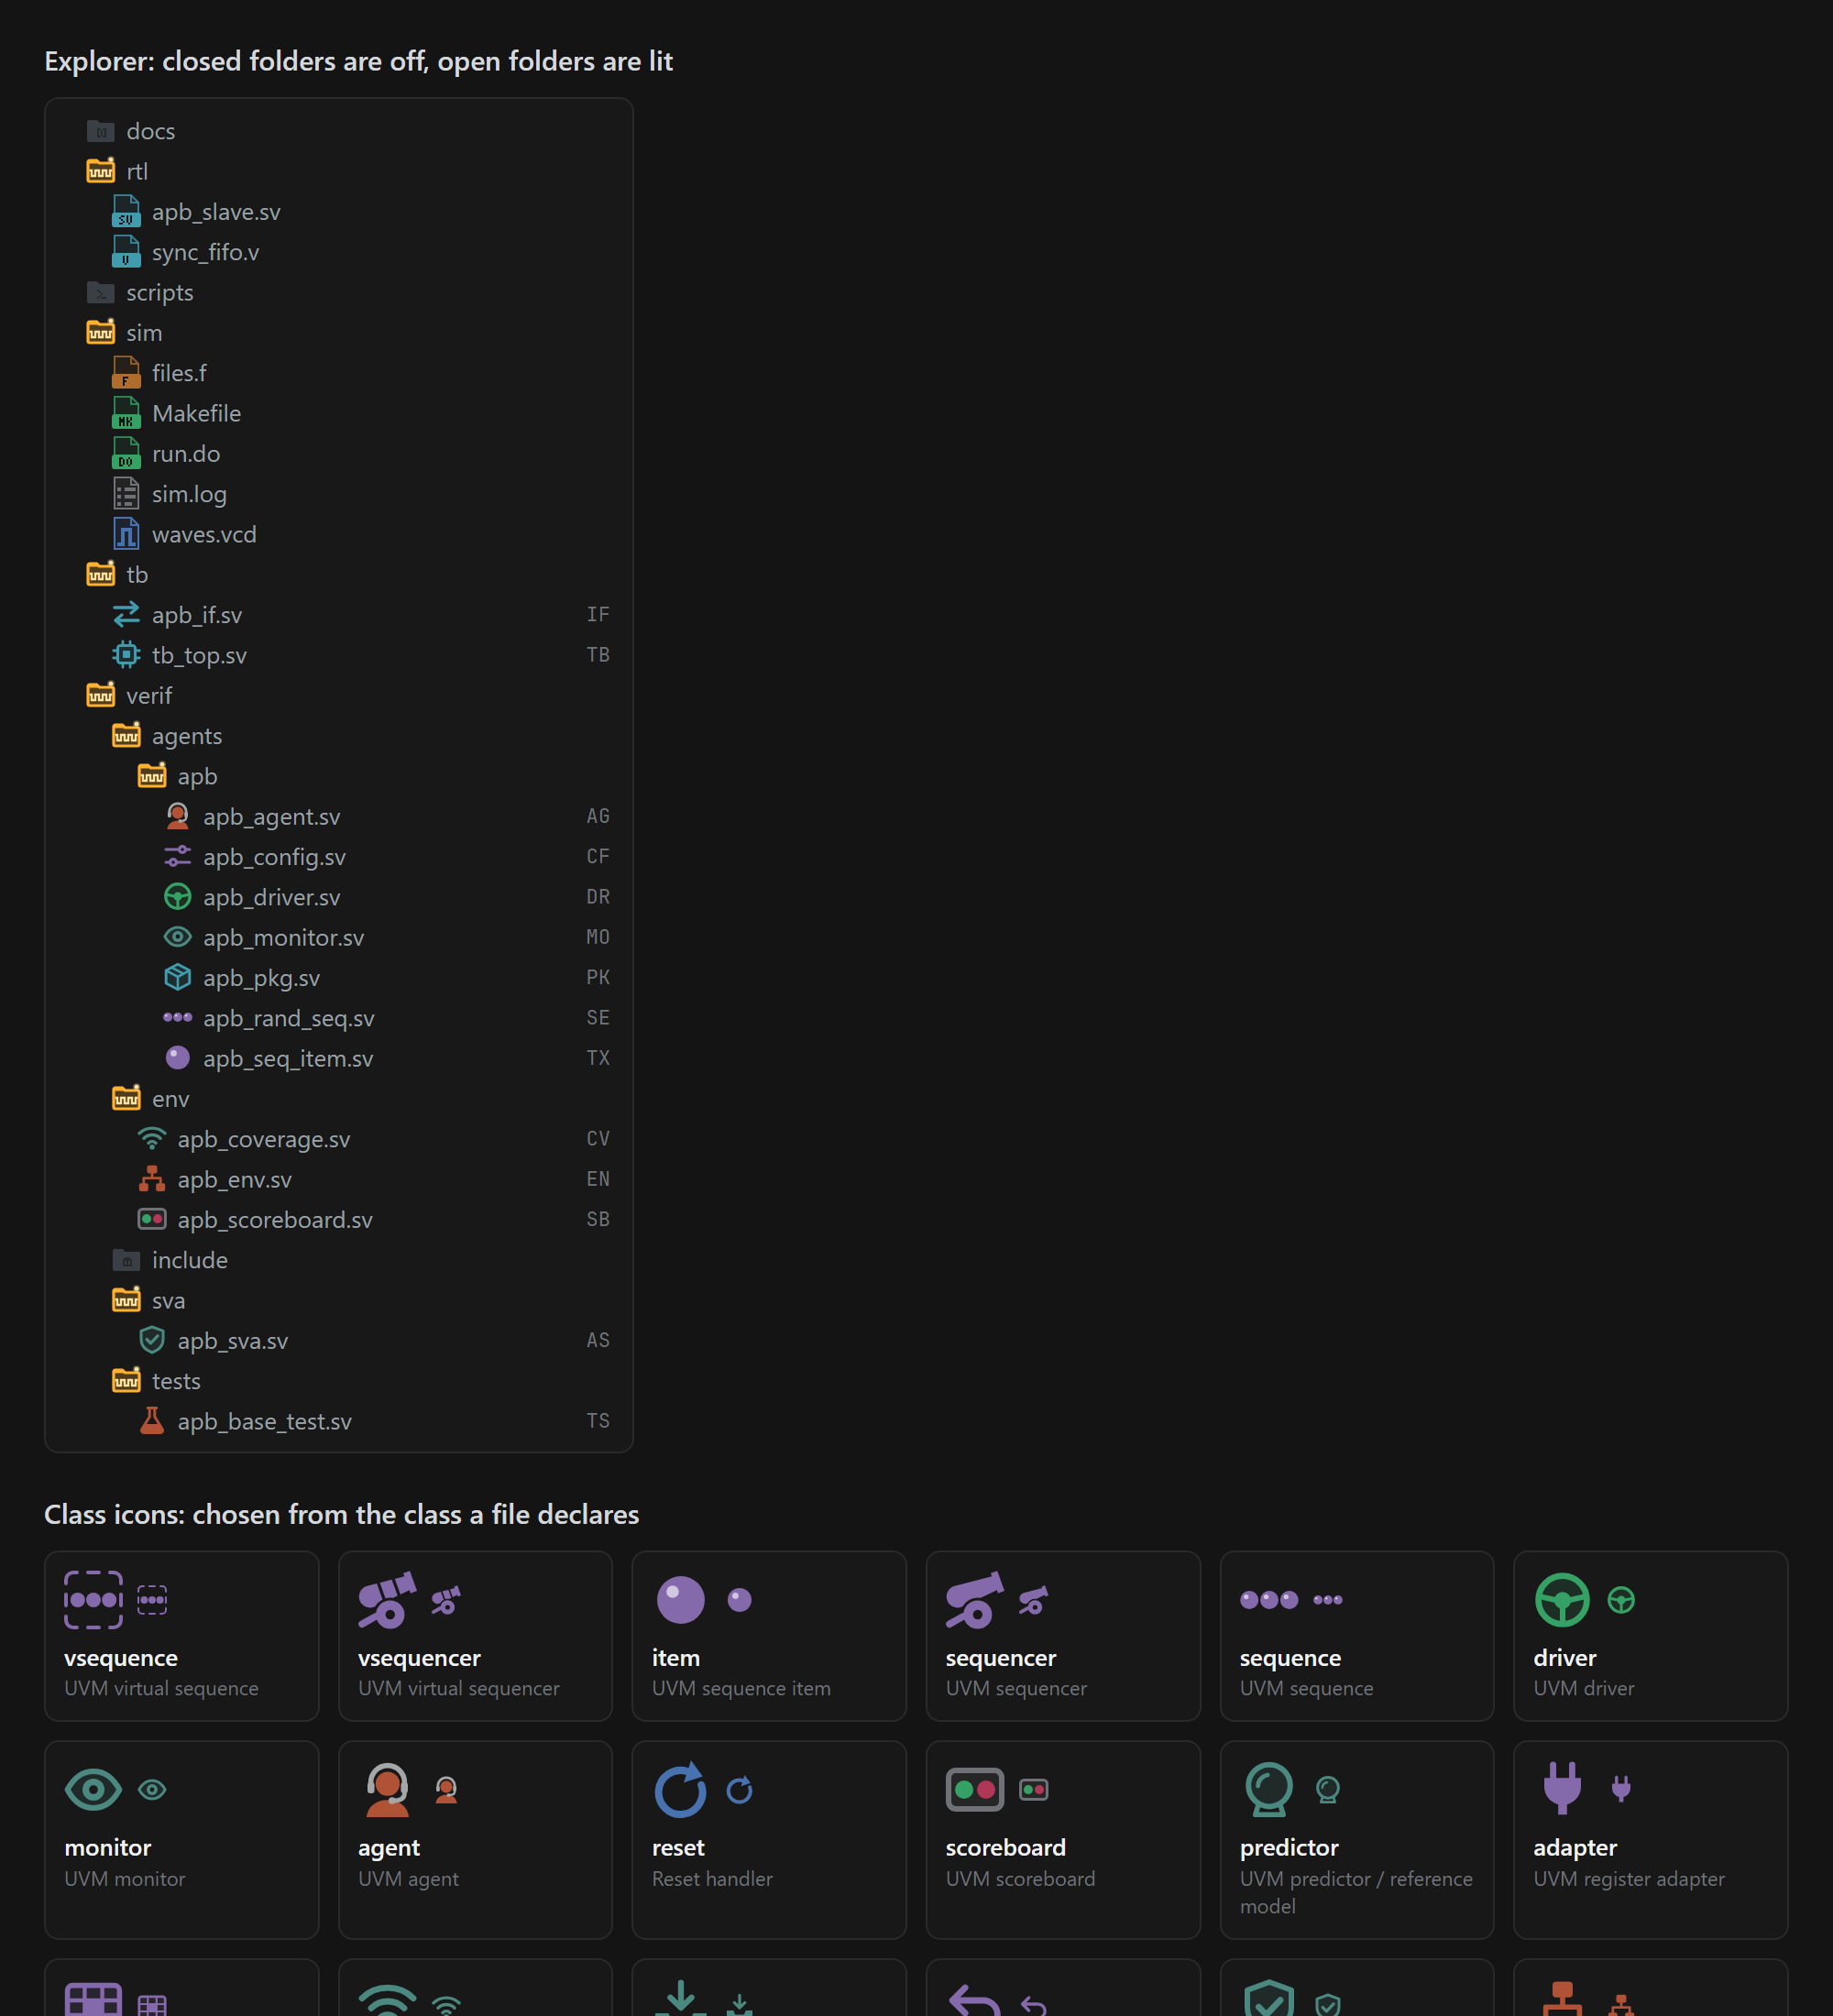 Explorer: closed folders are off, open folders are lit
docs
rtl
SV apb_slave.sv
V sync_fifo.v
scripts
sim
F files.f
MK Makefile
DO run.do
sim.log
waves.vcd
tb
apb_if.sv IF
tb_top.sv TB
verif
agents
apb
apb_agent.sv AG
apb_config.sv CF
apb_driver.sv DR
apb_monitor.sv MO
apb_pkg.sv PK
apb_rand_seq.sv SE
apb_seq_item.sv TX
env
apb_coverage.sv CV
apb_env.sv EN
apb_scoreboard.sv SB
include
sva
apb_sva.sv AS
tests
apb_base_test.sv TS
Class icons: chosen from the class a file declares
vsequence
UVM virtual sequence
vsequencer
UVM virtual sequencer
item
UVM sequence item
sequencer
UVM sequencer
sequence
UVM sequence
driver
UVM driver
monitor
UVM monitor
agent
UVM agent
reset
Reset handler
scoreboard
UVM scoreboard
predictor
UVM predictor / reference
model
adapter
UVM register adapter